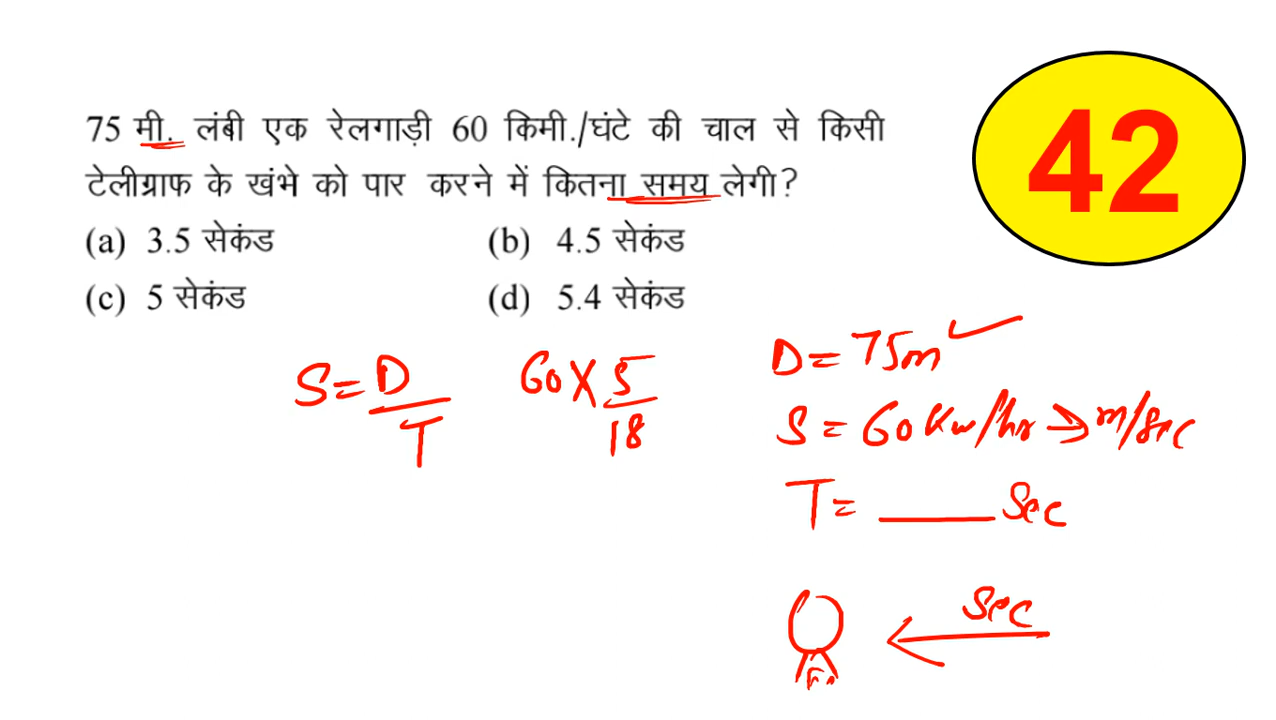 75 मी. लंबी एक रेलगाड़ी 60 किमी./घंटे की चाल से किसी
टेलीग्राफ के खंभे को पार करने में कितना समय लेगी?
(a) 3.5 सेकंड (b) 4.5 सेकंड
(c) 5 सेकंड (d) 5.4 सेकंड
42
S = D/T
60 × 5/18
D = 75m
S = 60 Km/hr → m/sec
T = ____ Sec
Sec